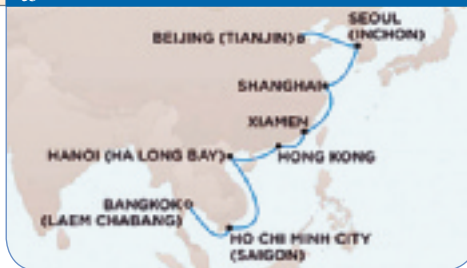 SEOUL
(INCHON)
BEIJING (TIANJIN)
SHANGHAI
XIAMEN
HANOI (HA LONG BAY)
HONG KONG
BANGKOK
(LAEM CHABANG)
HO CHI MINH CITY
(SAIGON)